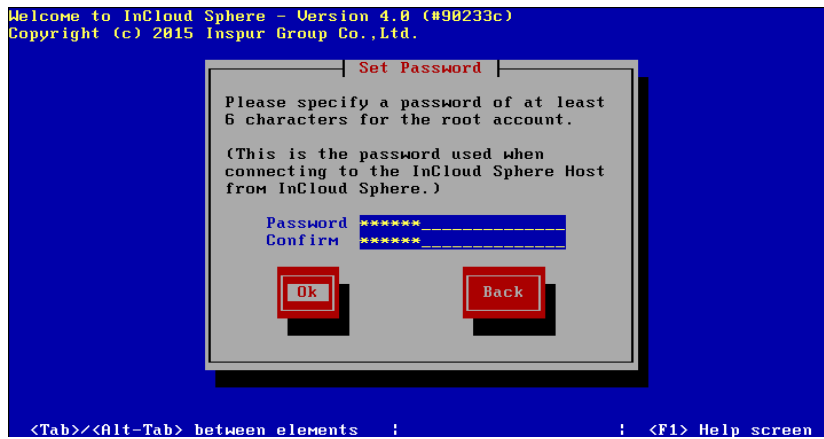 Welcome to InCloud Sphere - Version 4.0 (#90233c)
Copyright (c) 2015 Inspur Group Co.,Ltd.
Set Password
Please specify a password of at least
6 characters for the root account.
(This is the password used when
connecting to the InCloud Sphere Host
from InCloud Sphere.)
Password ******______________
Confirm ******______________
Ok Back
<Tab>/<Alt-Tab> between elements ¦ ¦ <F1> Help screen